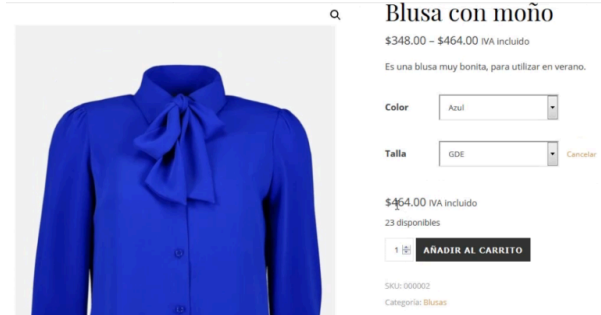 Blusa con moño
$348.00 – $464.00 IVA incluido
Es una blusa muy bonita, para utilizar en verano.
Color Azul
Talla GDE Cancelar
$464.00 IVA incluido
23 disponibles
1 AÑADIR AL CARRITO
SKU: 000002
Categoría: Blusas